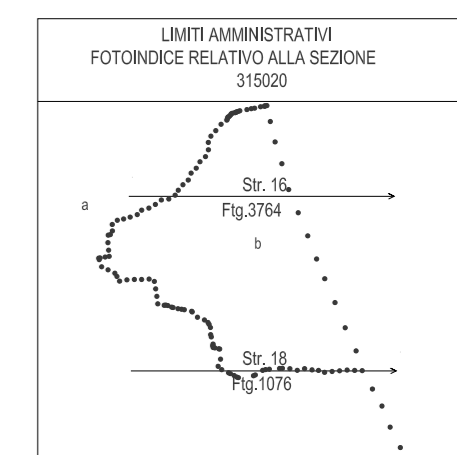 LIMITI AMMINISTRATIVI
FOTOINDICE RELATIVO ALLA SEZIONE
315020
Str. 16
a
Ftg.3764
b
Str. 18
Ftg.1076